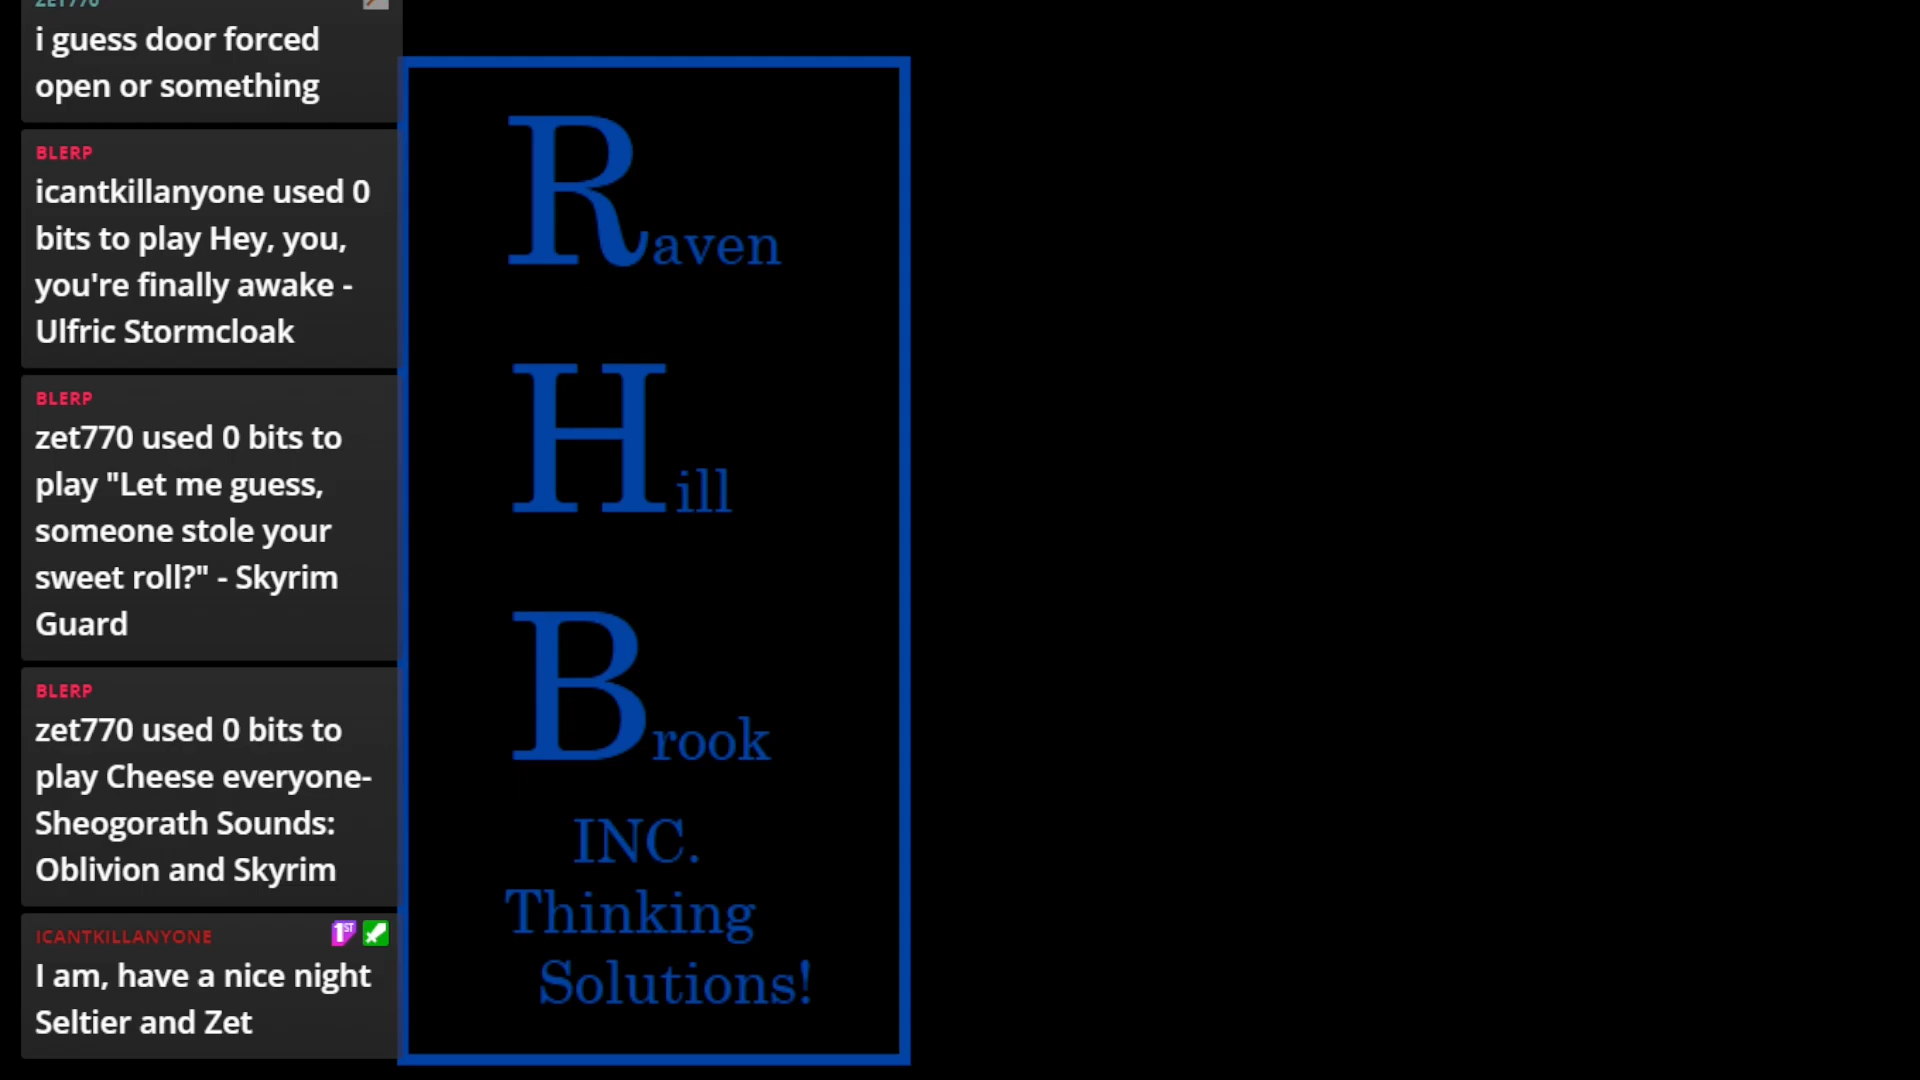 ZET770
i guess door forced
open or something
BLERP
icantkillanyone used 0
bits to play Hey, you,
you're finally awake -
Ulfric Stormcloak
BLERP
zet770 used 0 bits to
play "Let me guess,
someone stole your
sweet roll?" - Skyrim
Guard
BLERP
zet770 used 0 bits to
play Cheese everyone-
Sheogorath Sounds:
Oblivion and Skyrim
ICANTKILLANYONE 1ST
I am, have a nice night
Seltier and Zet
Raven
Hill
Brook
INC.
Thinking
Solutions!